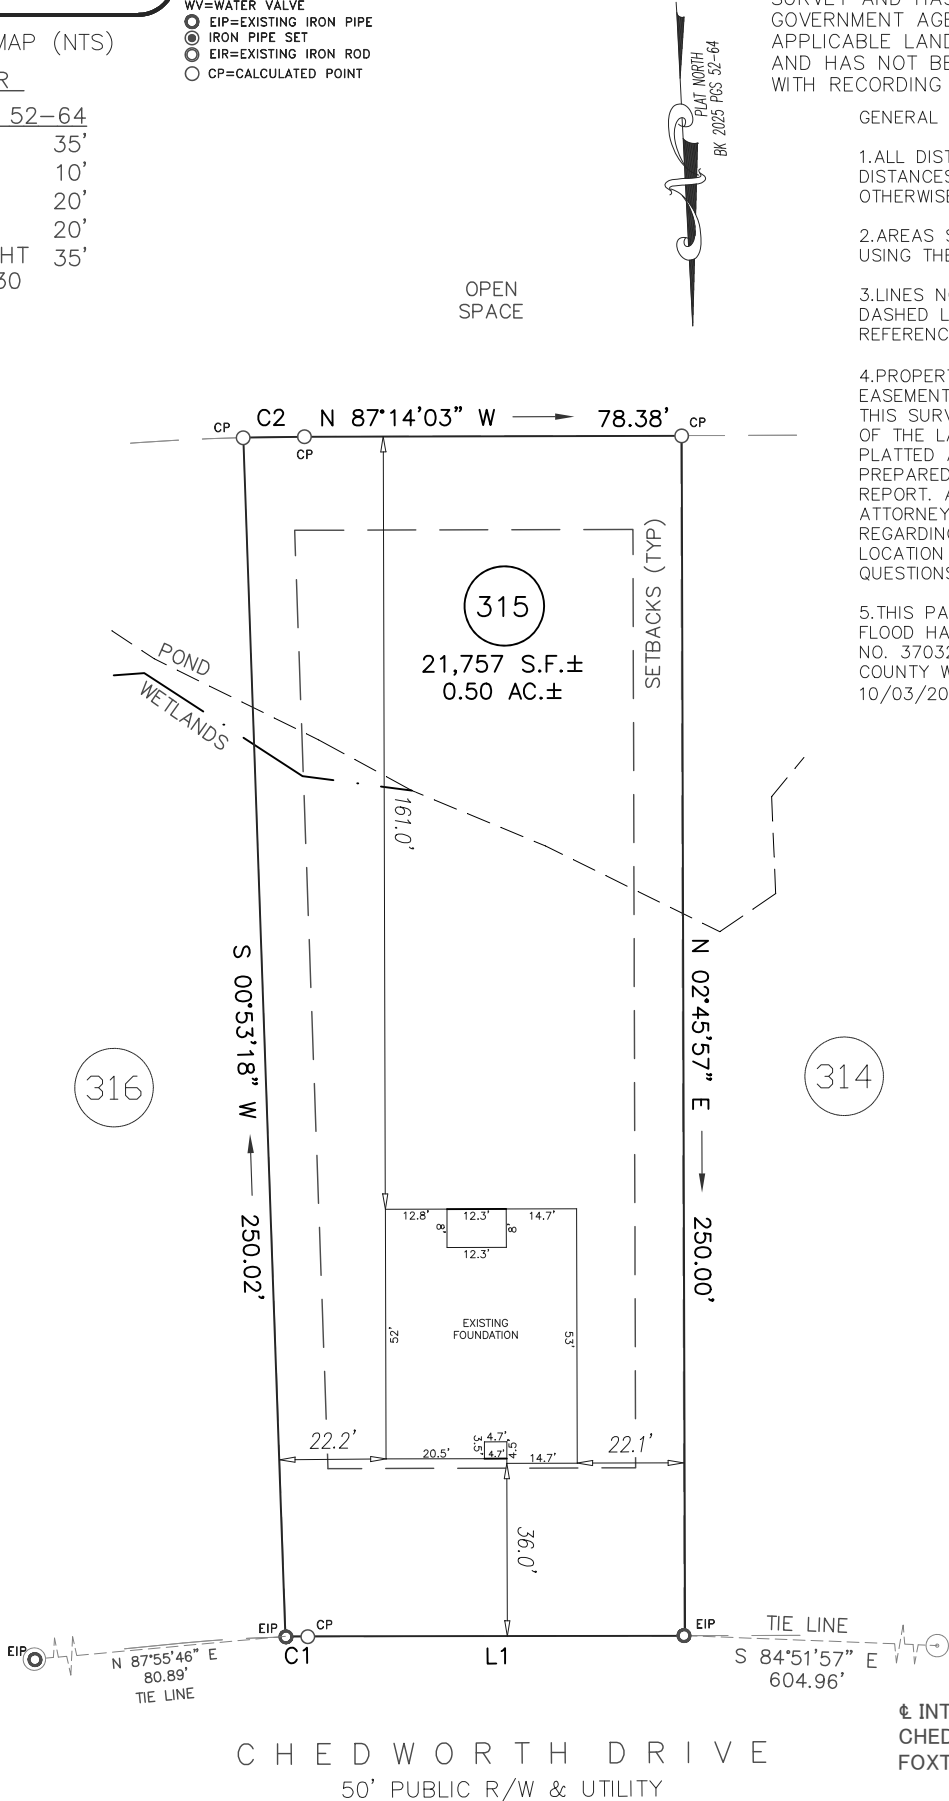 WV=WATER VALVE
EIP=EXISTING IRON PIPE
IRON PIPE SET
EIR=EXISTING IRON ROD
CP=CALCULATED POINT
MAP (NTS)
R
52-64
35'
10'
20'
20'
HT 35'
30
PLAT NORTH
BK 2025 PGS 52-64
SURVEY AND HAS
GOVERNMENT AGE
APPLICABLE LAND
AND HAS NOT BE
WITH RECORDING
GENERAL
1.ALL DIST
DISTANCES
OTHERWISE
2.AREAS S
USING THE
3.LINES N
DASHED L
REFERENC
4.PROPERT
EASEMENT
THIS SURV
OF THE LA
PLATTED A
PREPARED
REPORT. A
ATTORNEY
REGARDING
LOCATION
QUESTIONS
5.THIS PA
FLOOD HA
NO. 37032
COUNTY W
10/03/20
OPEN
SPACE
CP C2 N 87°14'03" W 78.38' CP
CP
SETBACKS (TYP)
315
21,757 S.F.±
0.50 AC.±
POND
WETLANDS
161.0'
S 00°53'18" W 250.02'
N 02°45'57" E 250.00'
316
314
12.8' 12.3' 14.7'
8' 8'
12.3'
EXISTING
FOUNDATION
52'
53'
22.2'
22.1'
4.7'
3.5' 4.7' 4.5'
20.5' 14.7'
36.0'
EIP CP
EIP
C1 L1
EIP
N 87°55'46" E
80.89'
TIE LINE
TIE LINE
S 84°51'57" E
604.96'
℄ INT
CHED
FOXT
CHEDWORTH DRIVE
50' PUBLIC R/W & UTILITY